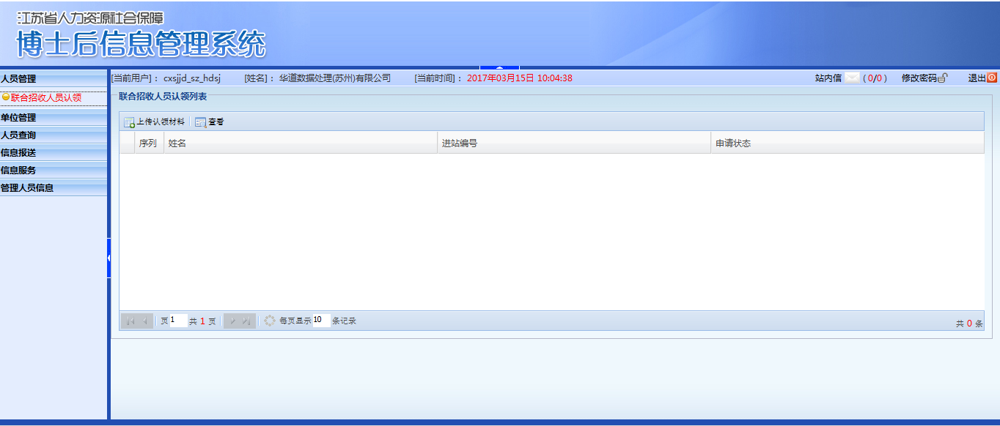 江苏省人力资源社会保障
博士后信息管理系统
人员管理
[当前用户]： cxsjjd_sz_hdsj [姓名]： 华道数据处理(苏州)有限公司 [当前时间]： 2017年03月15日 10:04:38 站内信 ( 0/0 ) 修改密码 退出
联合招收人员认领
单位管理
人员查询
信息报送
信息服务
管理人员信息
联合招收人员认领列表
上传认领材料 查看
序列 姓名 进站编号 申请状态
页 1 共 1 页 每页显示 10 条记录 共 0 条